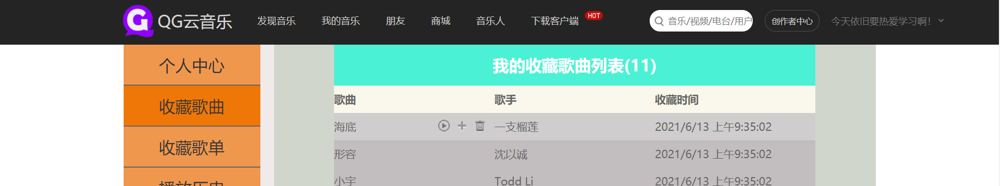 QG云音乐 发现音乐 我的音乐 朋友 商城 音乐人 下载客户端 HOT 音乐/视频/电台/用户 创作者中心 今天依旧要热爱学习啊！
个人中心
收藏歌曲
收藏歌单
播放历史
我的收藏歌曲列表(11)
歌曲 歌手 收藏时间
海底 一支榴莲 2021/6/13 上午9:35:02
形容 沈以诚 2021/6/13 上午9:35:02
小宇 Todd Li 2021/6/13 上午9:35:02